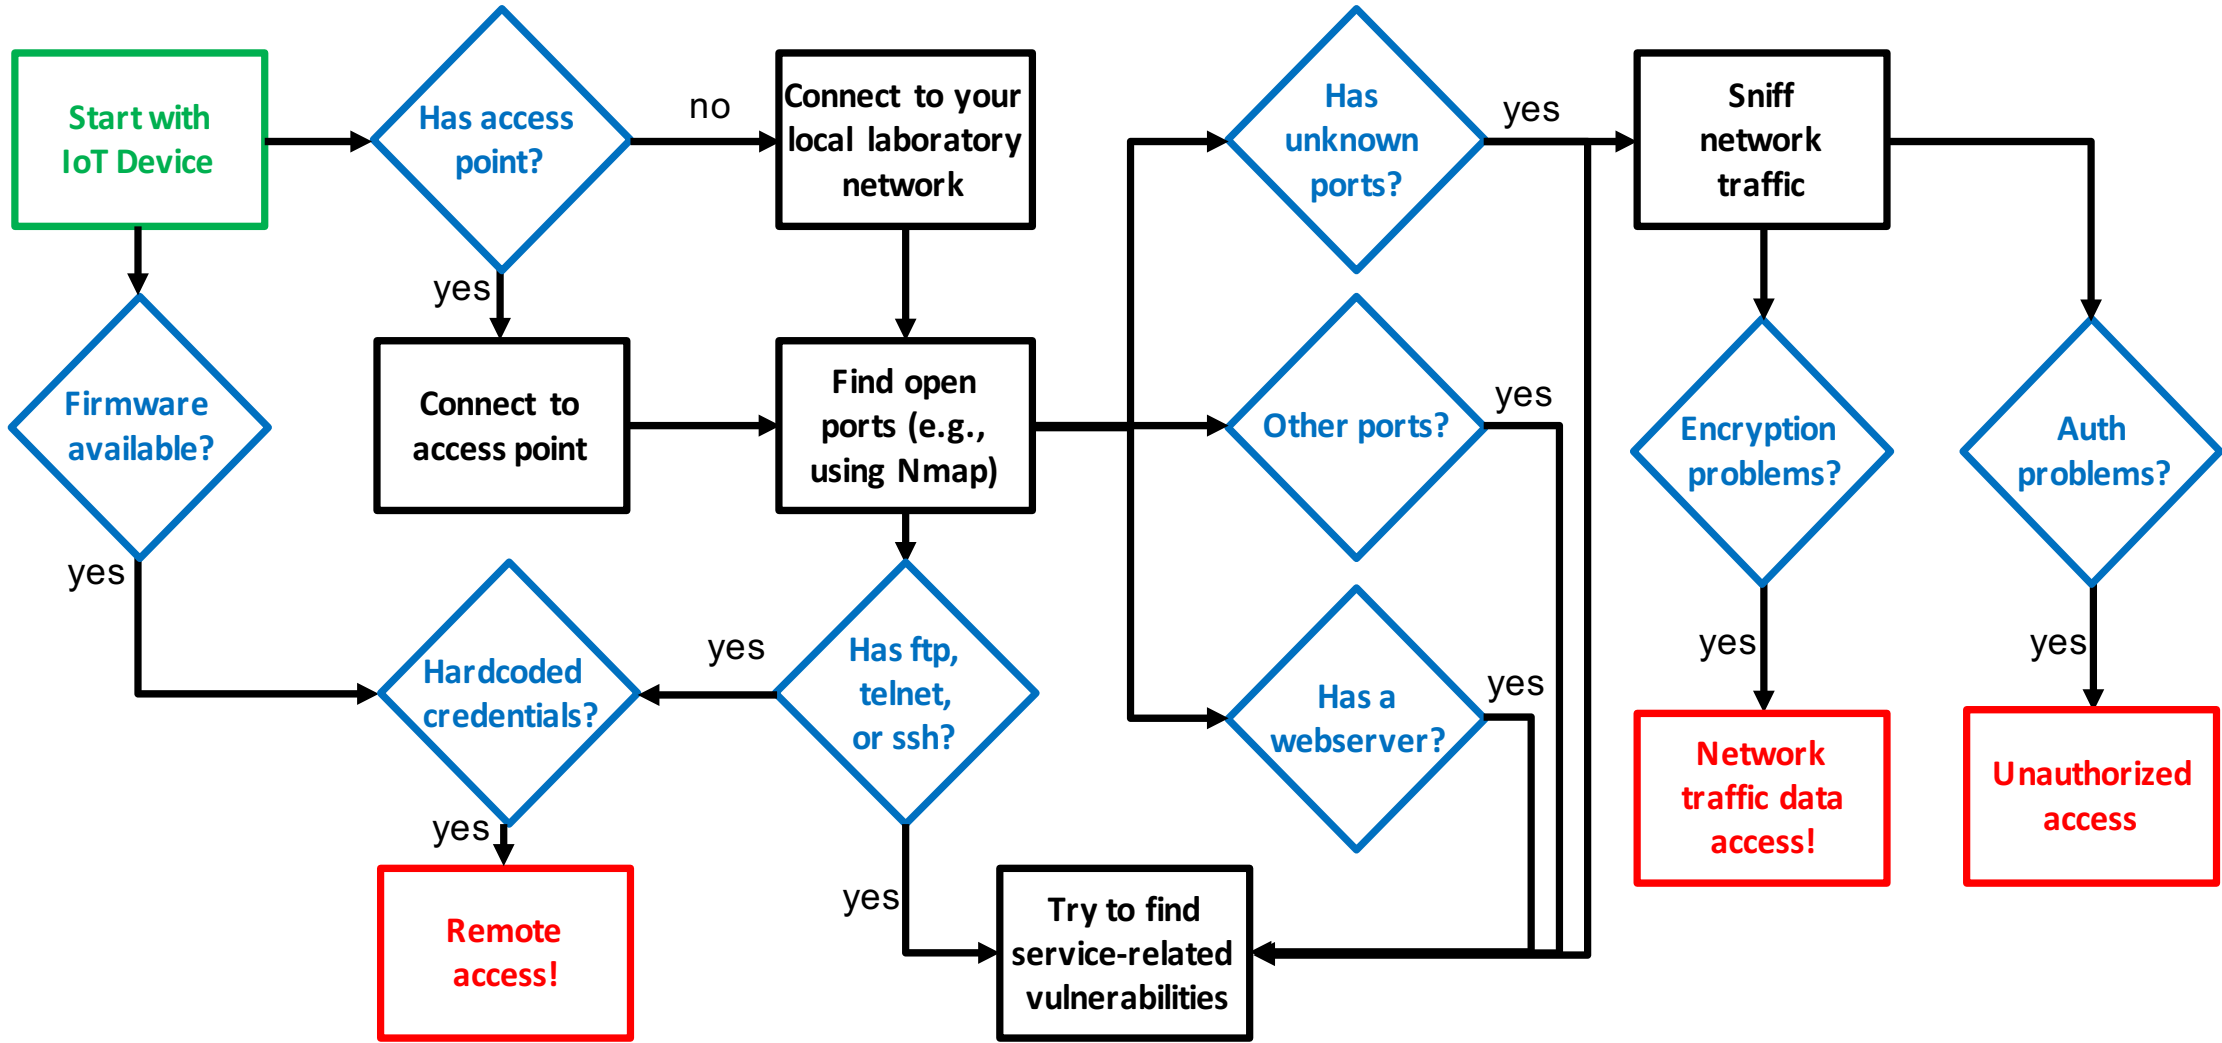 Start with
IoT Device
Has access
point?
no
Connect to your
local laboratory
network
Has
unknown
ports?
yes
Sniff
network
traffic
yes
Firmware
available?
Connect to
access point
Find open
ports (e.g.,
using Nmap)
Other ports?
yes
Encryption
problems?
Auth
problems?
yes
Hardcoded
credentials?
yes
Has ftp,
telnet,
or ssh?
Has a
webserver?
yes
yes
yes
Network
traffic data
access!
Unauthorized
access
yes
Remote
access!
yes
Try to find
service-related
vulnerabilities